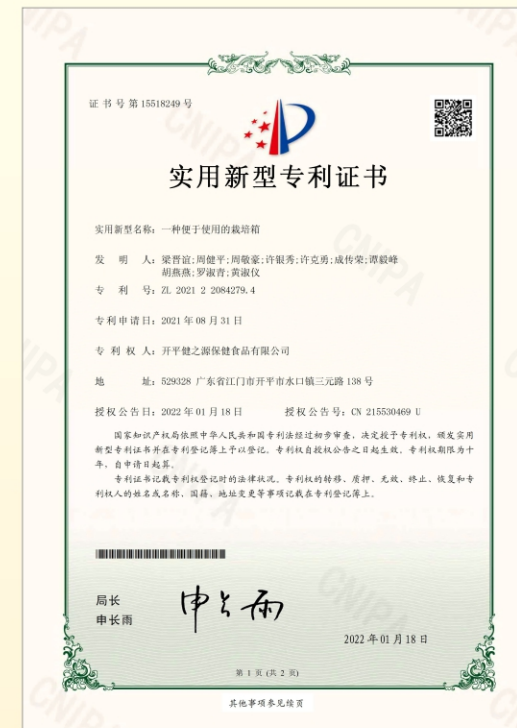 证书号第15518249号
实用新型专利证书
实用新型名称：一种便于使用的栽培箱
发明人：梁晋谊;周健平;周敬豪;许银秀;许克勇;成传荣;谭毅峰
胡燕燕;罗淑青;黄淑仪
专利号：ZL 2021 2 2084279.4
专利申请日：2021年08月31日
专利权人：开平健之源保健食品有限公司
地址：529328 广东省江门市开平市水口镇三元路138号
授权公告日：2022年01月18日 授权公告号：CN 215530469 U
国家知识产权局依照中华人民共和国专利法经过初步审查，决定授予专利权，颁发实用
新型专利证书并在专利登记簿上予以登记。专利权自授权公告之日起生效。专利权期限为十
年，自申请日起算。
专利证书记载专利权登记时的法律状况。专利权的转移、质押、无效、终止、恢复和专
利权人的姓名或名称、国籍、地址变更等事项记载在专利登记簿上。
局长
申长雨
申长雨
2022年01月18日
第 1 页 (共 2 页)
其他事项参见续页
CNIPA